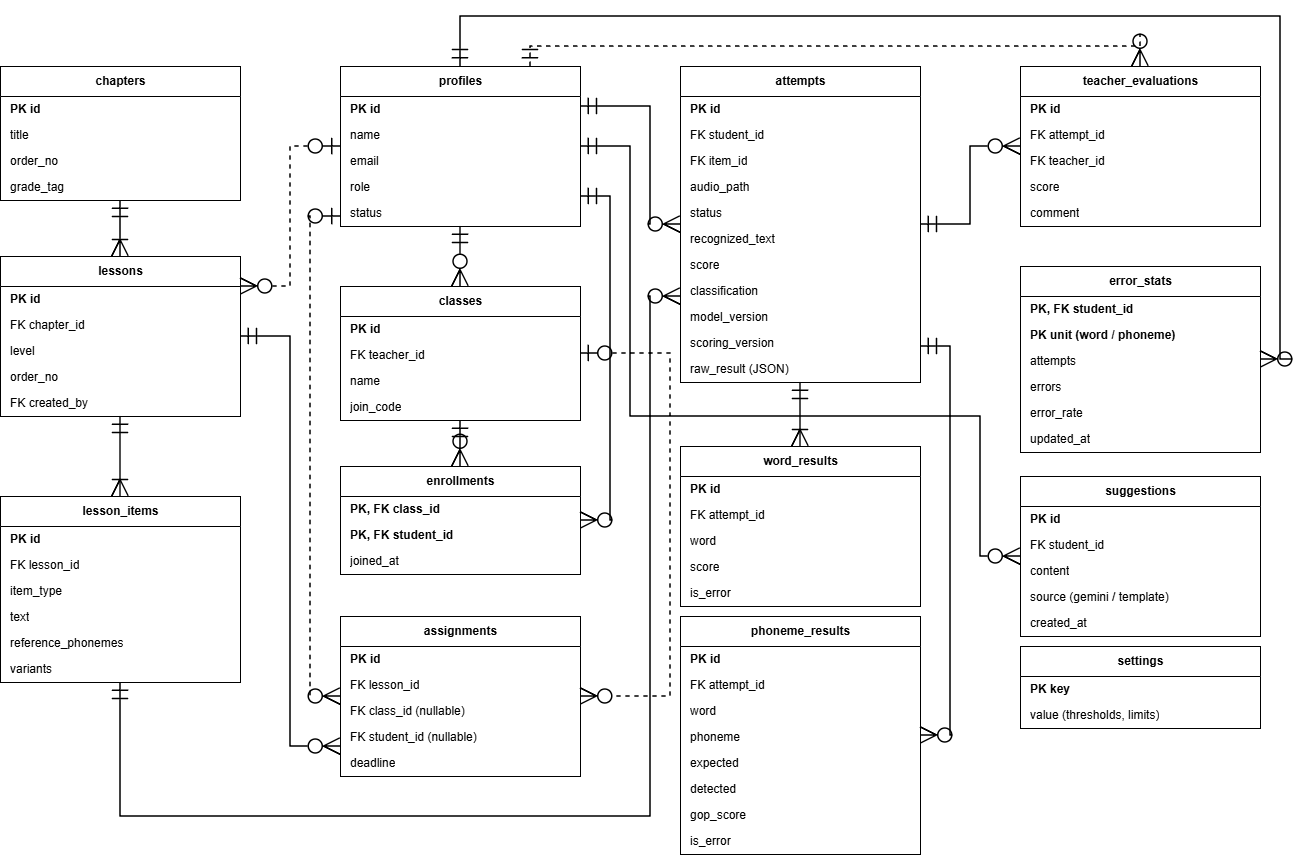 chapters
PK id
title
order_no
grade_tag
lessons
PK id
FK chapter_id
level
order_no
FK created_by
lesson_items
PK id
FK lesson_id
item_type
text
reference_phonemes
variants
profiles
PK id
name
email
role
status
classes
PK id
FK teacher_id
name
join_code
enrollments
PK, FK class_id
PK, FK student_id
joined_at
assignments
PK id
FK lesson_id
FK class_id (nullable)
FK student_id (nullable)
deadline
attempts
PK id
FK student_id
FK item_id
audio_path
status
recognized_text
score
classification
model_version
scoring_version
raw_result (JSON)
word_results
PK id
FK attempt_id
word
score
is_error
phoneme_results
PK id
FK attempt_id
word
phoneme
expected
detected
gop_score
is_error
teacher_evaluations
PK id
FK attempt_id
FK teacher_id
score
comment
error_stats
PK, FK student_id
PK unit (word / phoneme)
attempts
errors
error_rate
updated_at
suggestions
PK id
FK student_id
content
source (gemini / template)
created_at
settings
PK key
value (thresholds, limits)